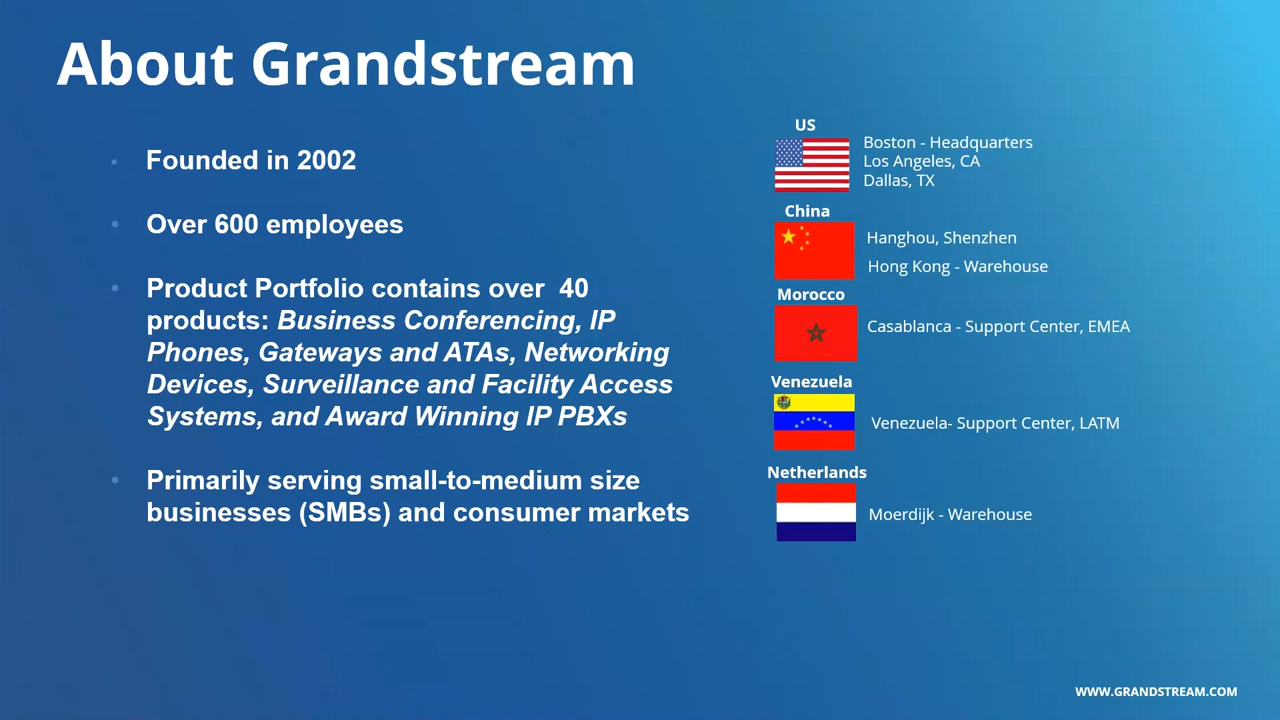 About Grandstream
Founded in 2002
Over 600 employees
Product Portfolio contains over  40
products: Business Conferencing, IP
Phones, Gateways and ATAs, Networking
Devices, Surveillance and Facility Access
Systems, and Award Winning IP PBXs
Primarily serving small-to-medium size
businesses (SMBs) and consumer markets
US
Boston - Headquarters
Los Angeles, CA
Dallas, TX
China
Hanghou, Shenzhen
Hong Kong - Warehouse
Morocco
Casablanca - Support Center, EMEA
Venezuela
Venezuela- Support Center, LATM
Netherlands
Moerdijk - Warehouse
WWW.GRANDSTREAM.COM